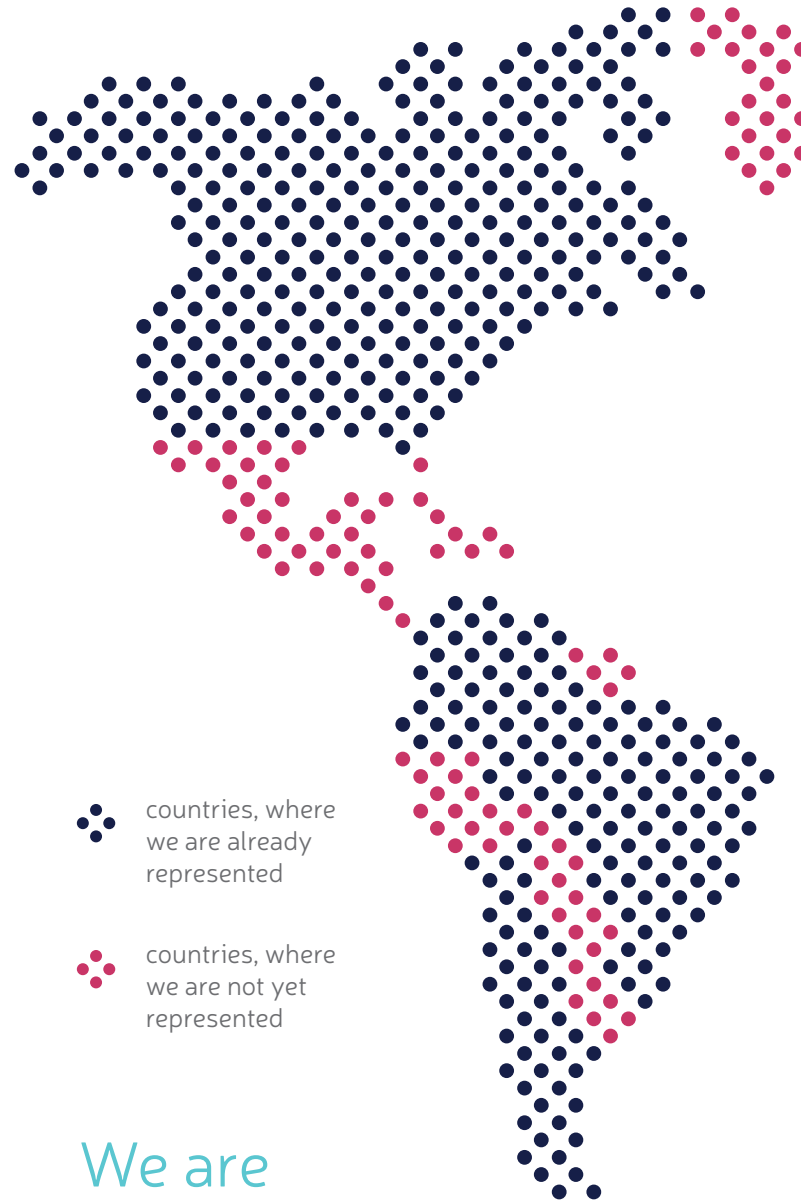 countries, where
we are already
represented
countries, where
we are not yet
represented
We are